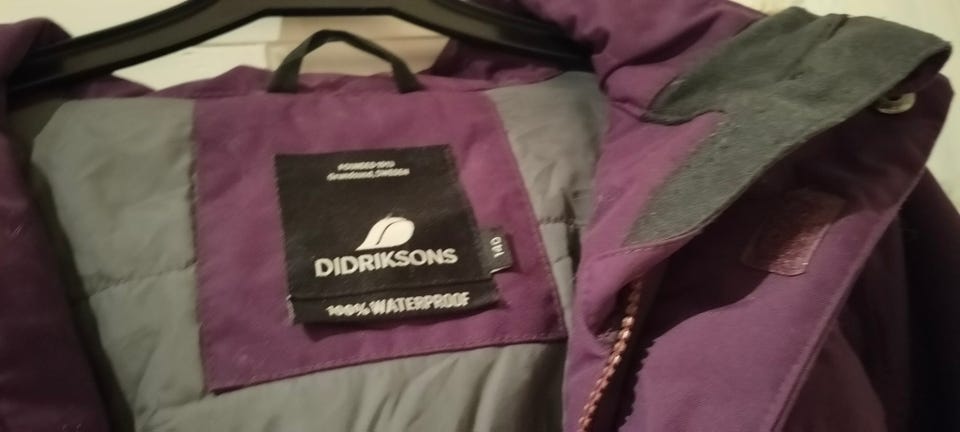 FOUNDED 1913
Grundsund, SWEDEN
DIDRIKSONS
140
100% WATERPROOF